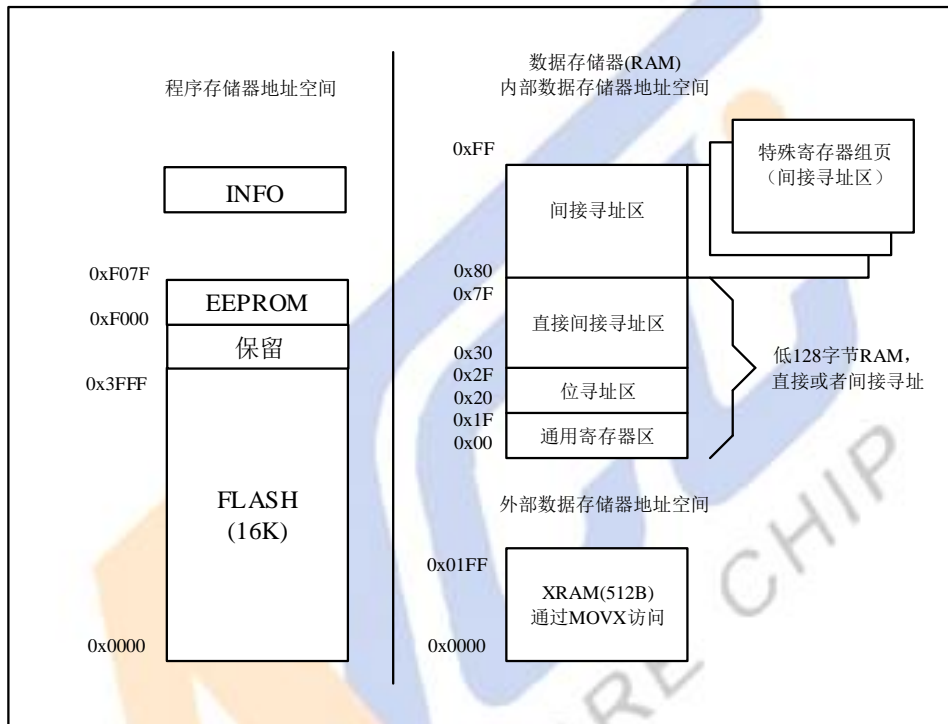 程序存储器地址空间
INFO
0xF07F
EEPROM
0xF000
保留
0x3FFF
FLASH
(16K)
0x0000
数据存储器(RAM)
内部数据存储器地址空间
0xFF
特殊寄存器组页
（间接寻址区）
间接寻址区
0x80
0x7F
直接间接寻址区
0x30
0x2F
位寻址区
0x20
0x1F
通用寄存器区
0x00
低128字节RAM，
直接或者间接寻址
外部数据存储器地址空间
0x01FF
XRAM(512B)
通过MOVX访问
0x0000
RE CHIP